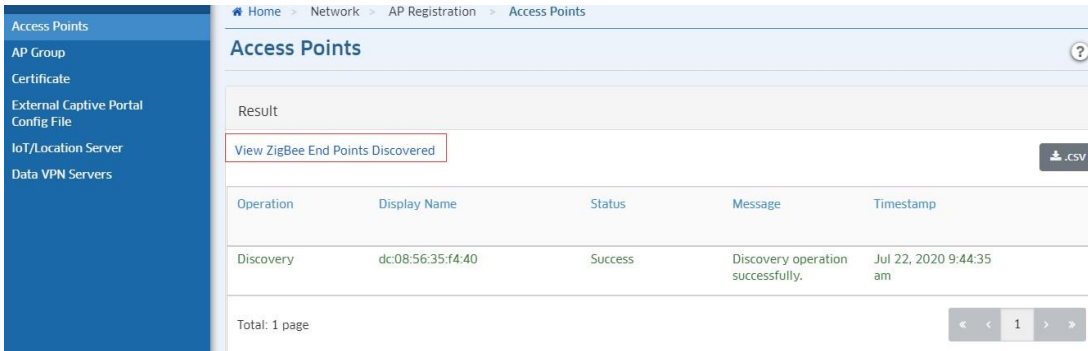 Home > Network > AP Registration > Access Points
Access Points
AP Group
Certificate
External Captive Portal
Config File
IoT/Location Server
Data VPN Servers
Access Points
?
Result
View ZigBee End Points Discovered
.csv
Operation Display Name Status Message Timestamp
Discovery dc:08:56:35:f4:40 Success Discovery operation Jul 22, 2020 9:44:35
successfully. am
Total: 1 page
« < 1 > »